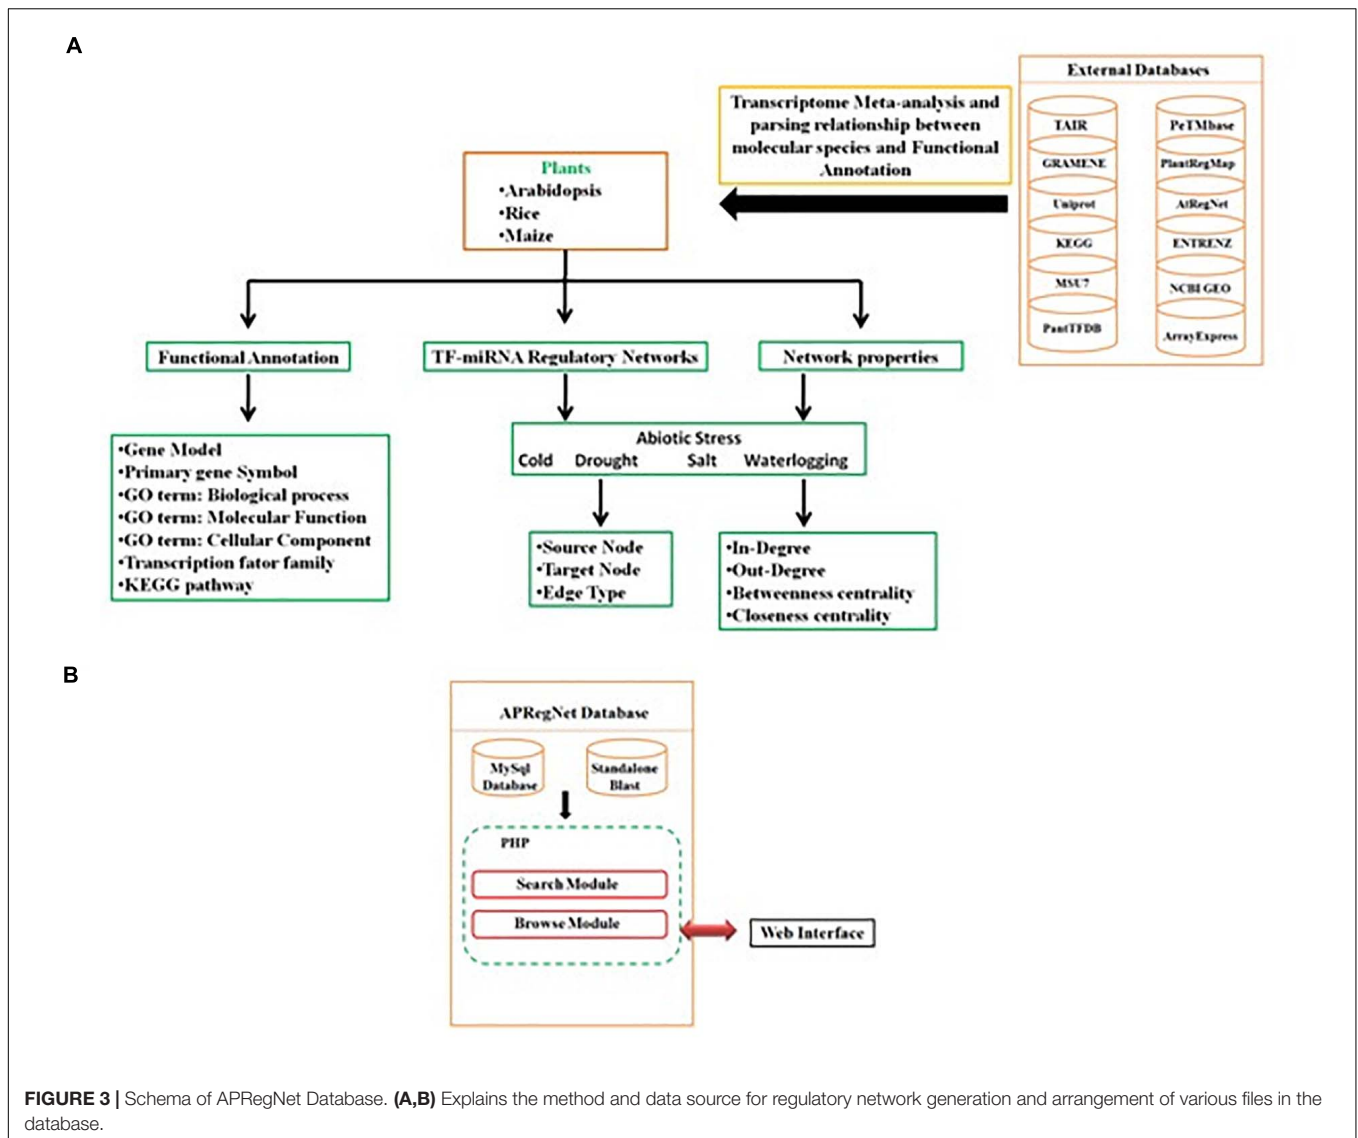 A
External Databases
TAIR
GRAMENE
Uniprot
KEGG
MSU7
PantTFDB
PeTMbase
PlantRegMap
AtRegNet
ENTRENZ
NCBI GEO
ArrayExpress
Transcriptome Meta-analysis and
parsing relationship between
molecular species and Functional
Annotation
Plants
•Arabidopsis
•Rice
•Maize
Functional Annotation
TF-miRNA Regulatory Networks
Network properties
•Gene Model
•Primary gene Symbol
•GO term: Biological process
•GO term: Molecular Function
•GO term: Cellular Component
•Transcription fator family
•KEGG pathway
Abiotic Stress
Cold Drought Salt Waterlogging
•Source Node
•Target Node
•Edge Type
•In-Degree
•Out-Degree
•Betweenness centrality
•Closeness centrality
B
APRegNet Database
MySql
Database
Standalone
Blast
PHP
Search Module
Browse Module
Web Interface
FIGURE 3 | Schema of APRegNet Database. (A,B) Explains the method and data source for regulatory network generation and arrangement of various files in the
database.